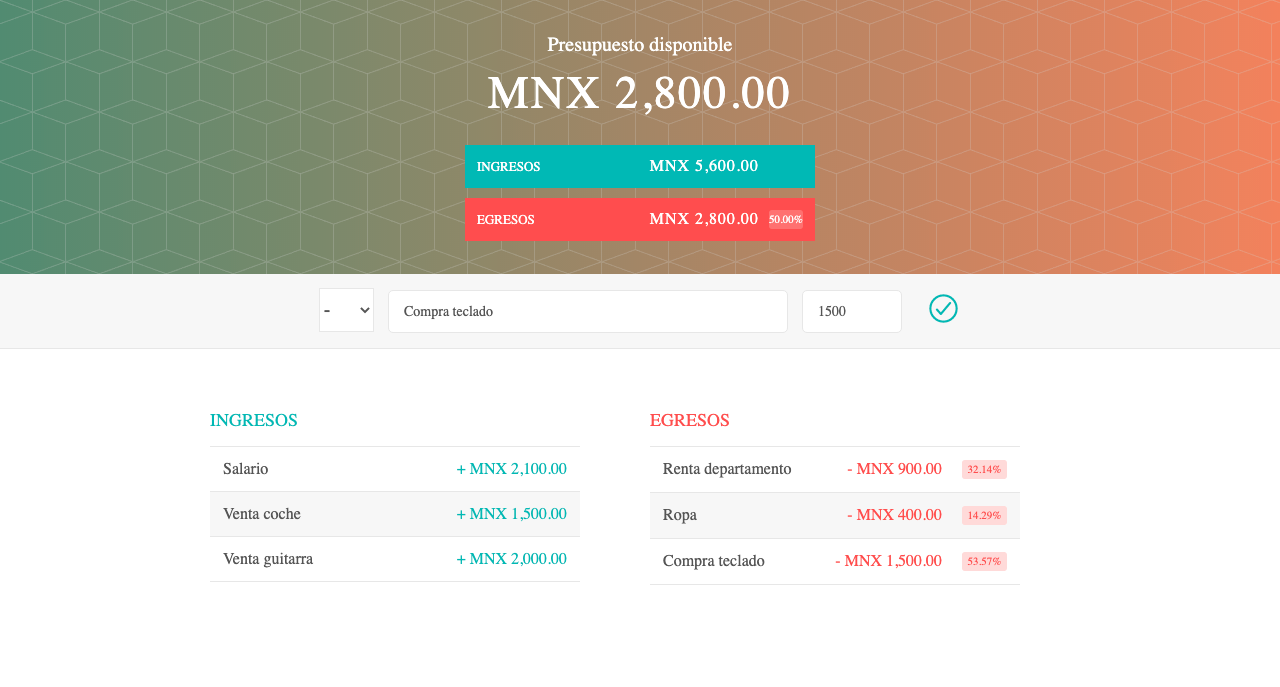 Presupuesto disponible
MNX 2,800.00
INGRESOS MNX 5,600.00
EGRESOS MNX 2,800.00 50.00%
- Compra teclado 1500
INGRESOS
Salario + MNX 2,100.00
Venta coche + MNX 1,500.00
Venta guitarra + MNX 2,000.00
EGRESOS
Renta departamento - MNX 900.00 32.14%
Ropa - MNX 400.00 14.29%
Compra teclado - MNX 1,500.00 53.57%